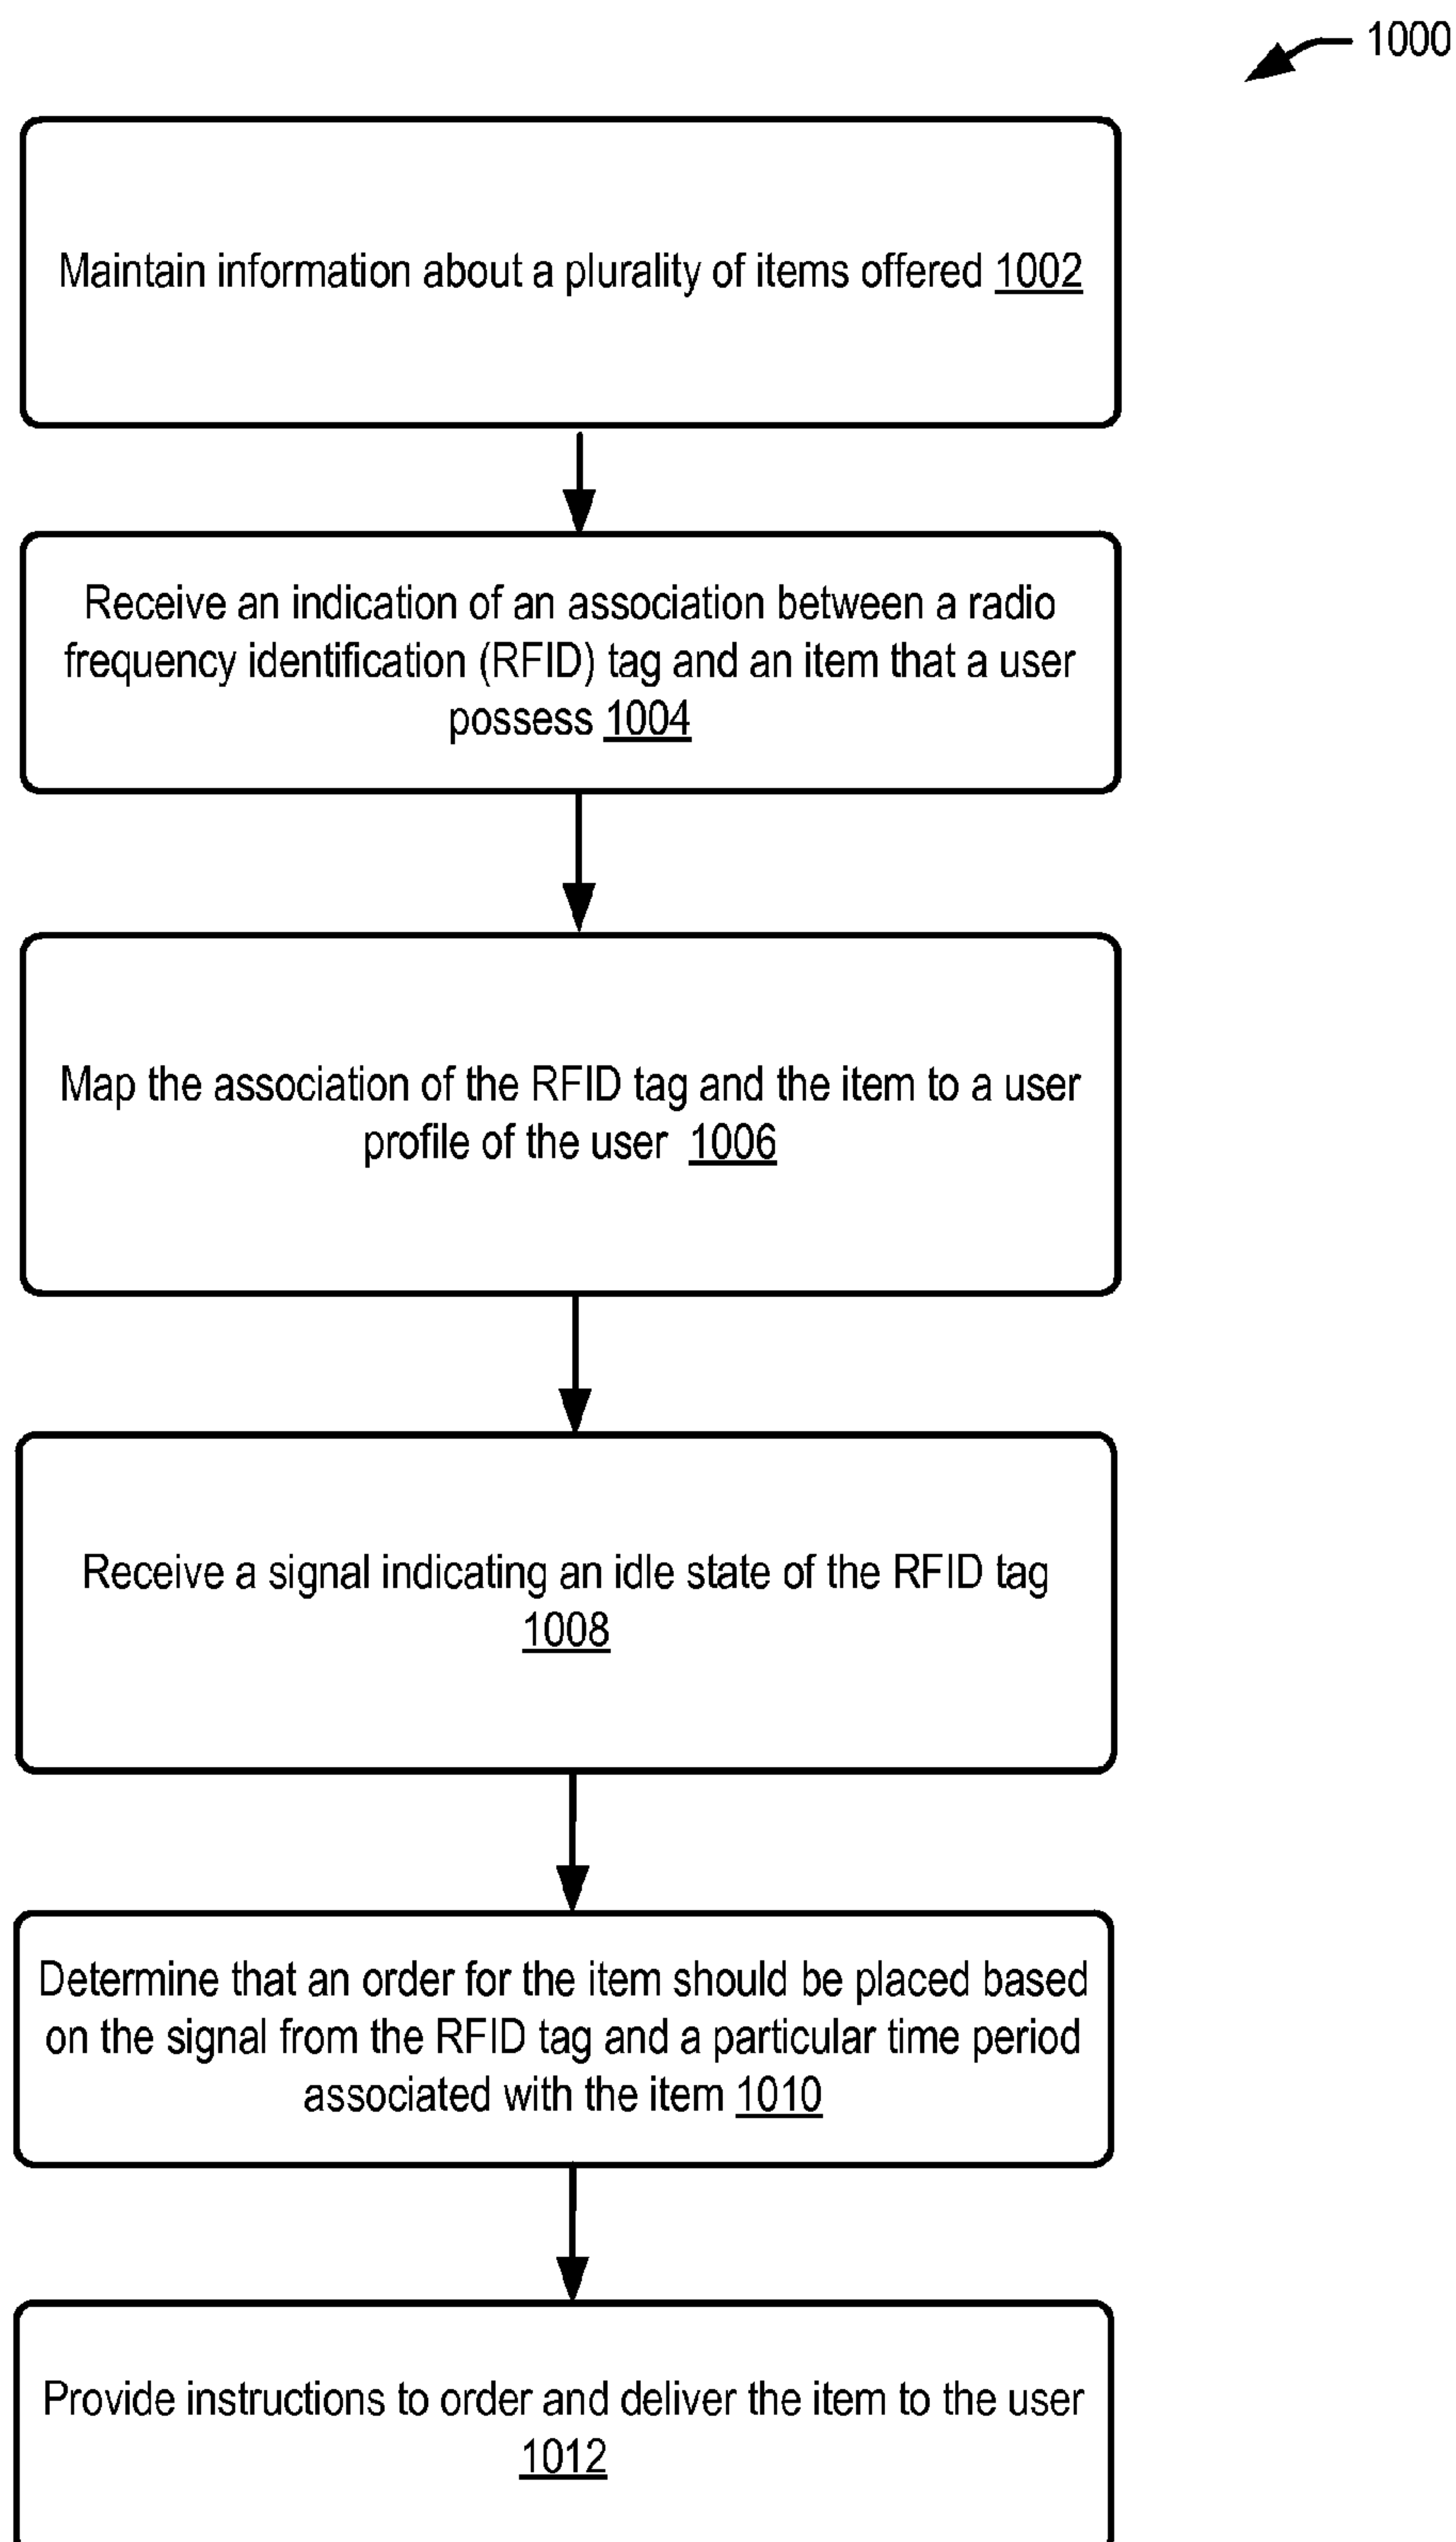 1000
Maintain information about a plurality of items offered 1002
Receive an indication of an association between a radio
frequency identification (RFID) tag and an item that a user
possess 1004
Map the association of the RFID tag and the item to a user
profile of the user 1006
Receive a signal indicating an idle state of the RFID tag
1008
Determine that an order for the item should be placed based
on the signal from the RFID tag and a particular time period
associated with the item 1010
Provide instructions to order and deliver the item to the user
1012